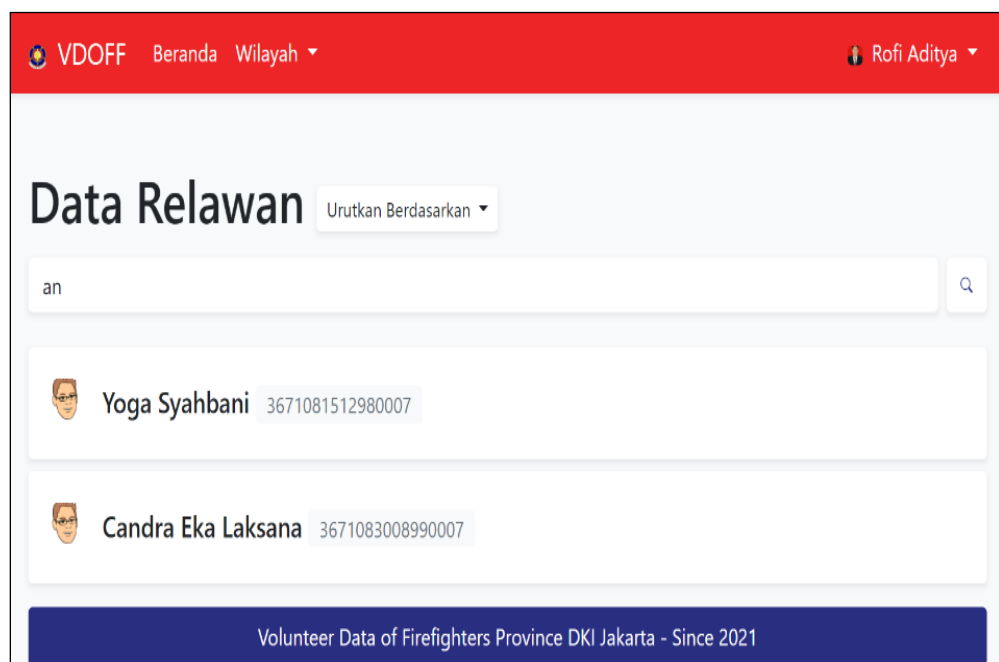 VDOFF Beranda Wilayah Rofi Aditya
Data Relawan Urutkan Berdasarkan
an
Yoga Syahbani 3671081512980007
Candra Eka Laksana 3671083008990007
Volunteer Data of Firefighters Province DKI Jakarta - Since 2021